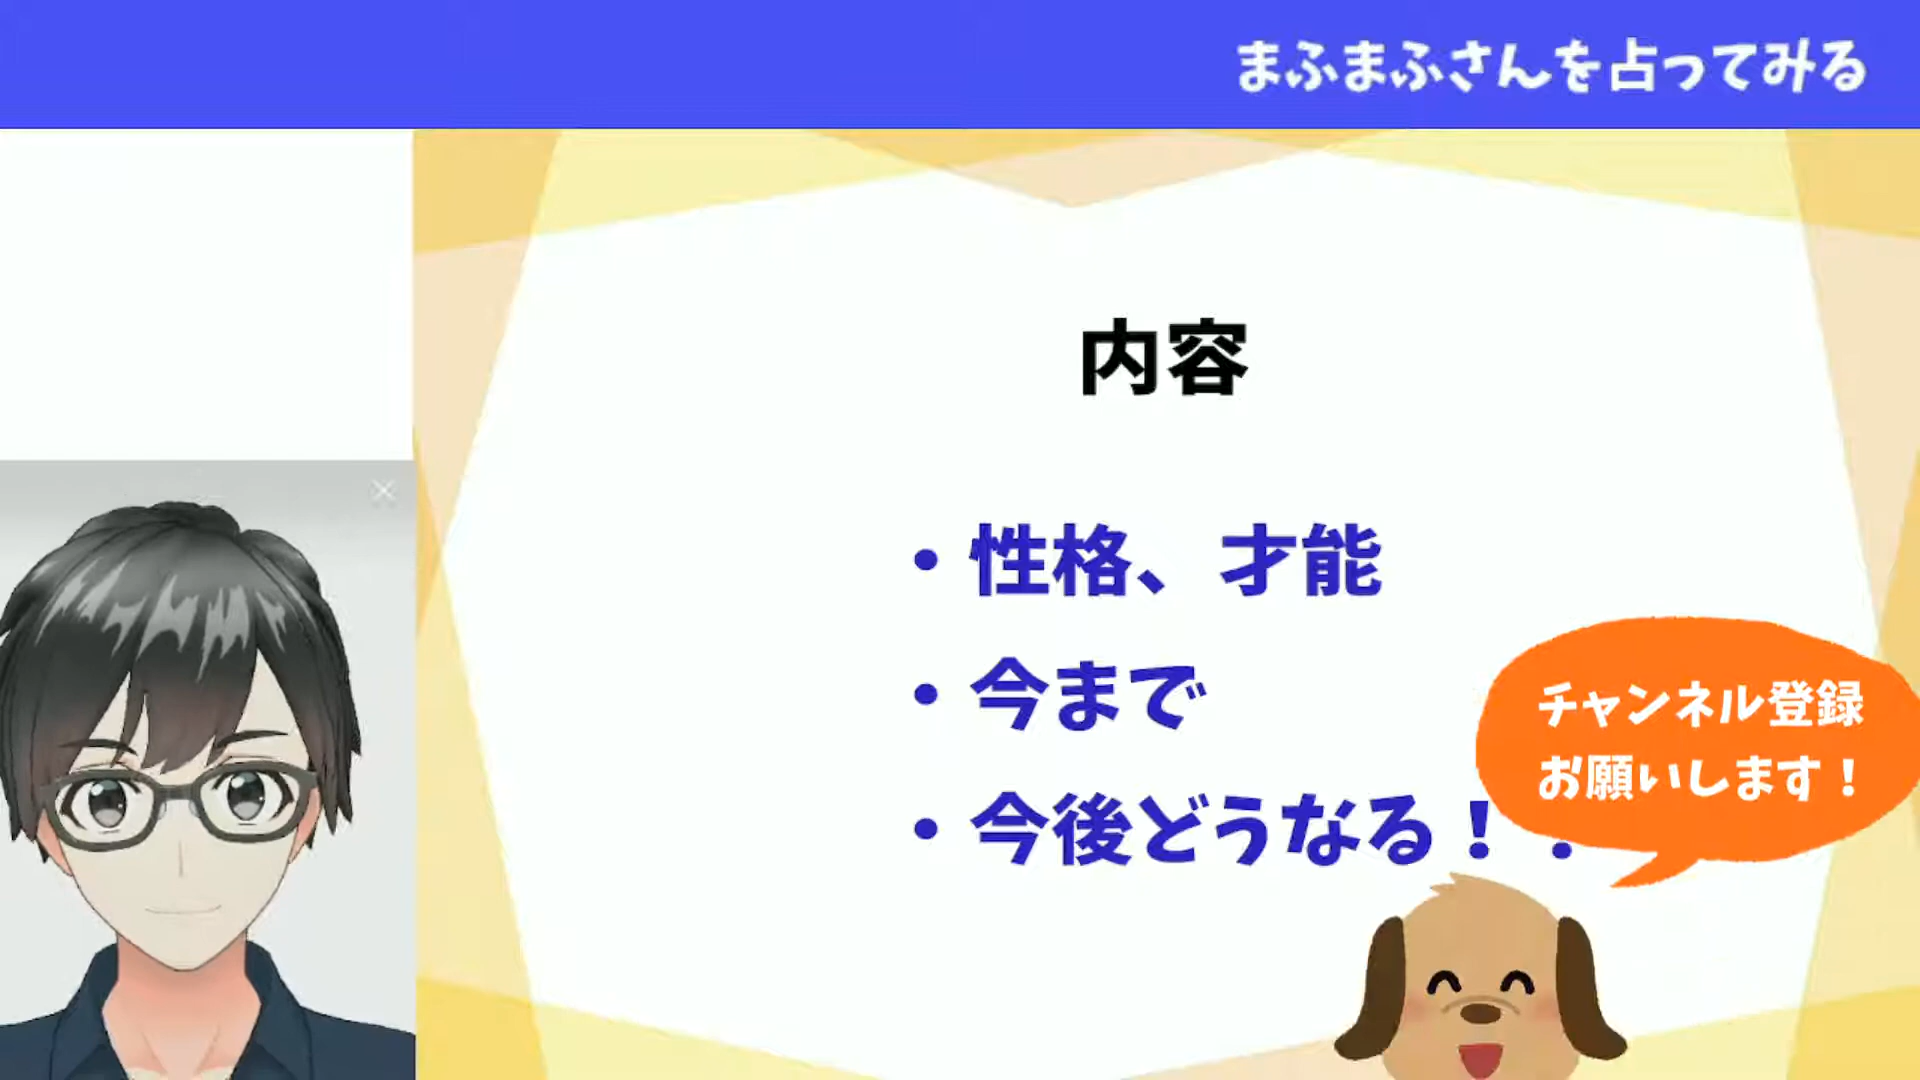 まふまふさんを占ってみる
内容
・性格、才能
・今まで
・今後どうなる！！
チャンネル登録
お願いします！